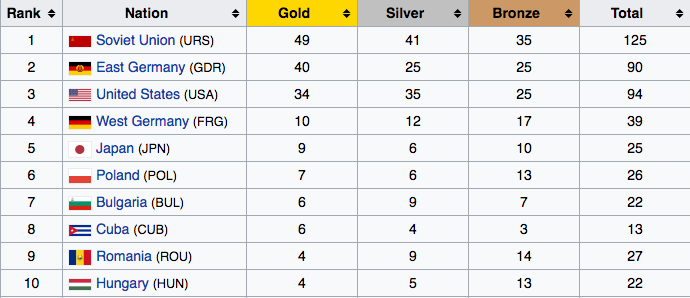 Rank Nation Gold Silver Bronze Total
1 Soviet Union (URS) 49 41 35 125
2 East Germany (GDR) 40 25 25 90
3 United States (USA) 34 35 25 94
4 West Germany (FRG) 10 12 17 39
5 Japan (JPN) 9 6 10 25
6 Poland (POL) 7 6 13 26
7 Bulgaria (BUL) 6 9 7 22
8 Cuba (CUB) 6 4 3 13
9 Romania (ROU) 4 9 14 27
10 Hungary (HUN) 4 5 13 22